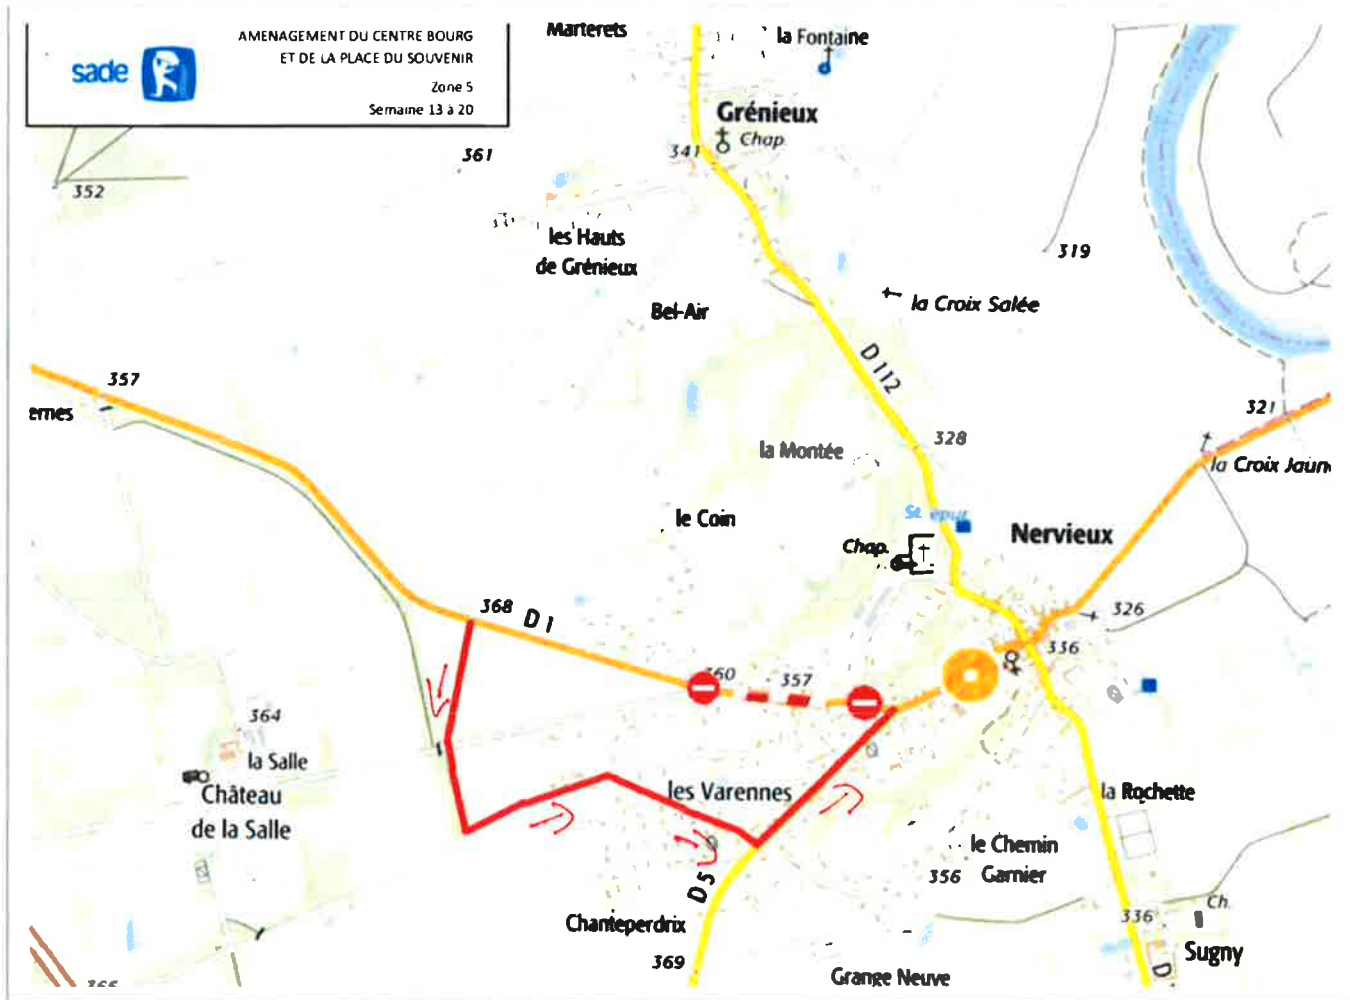 sade
AMENAGEMENT DU CENTRE BOURG
ET DE LA PLACE DU SOUVENIR
Zone 5
Semaine 13 à 20
Marterets
la Fontaine
Grénieux
Chap.
341
361
352
les Hauts
de Grénieux
319
la Croix Salée
Bel-Air
D 112
357
ernes
321
328
la Montée
la Croix Jaun
le Coin
Nervieux
Chap.
368
D 1
326
336
360
357
364
la Salle
Château
de la Salle
les Varennes
la Rochette
le Chemin
Garnier
356
D 5
Ch.
336
Chanteperdrix
Sugny
369
Grange Neuve
D